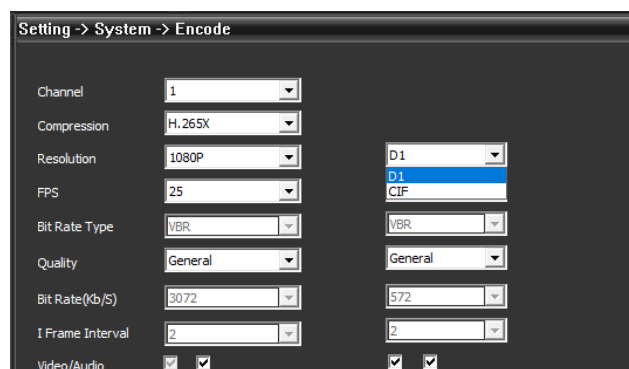 Setting -> System -> Encode
Channel 1
Compression H.265X
Resolution 1080P D1
D1
FPS 25 CIF
Bit Rate Type VBR VBR
Quality General General
Bit Rate(Kb/S) 3072 572
I Frame Interval 2 2
Video/Audio